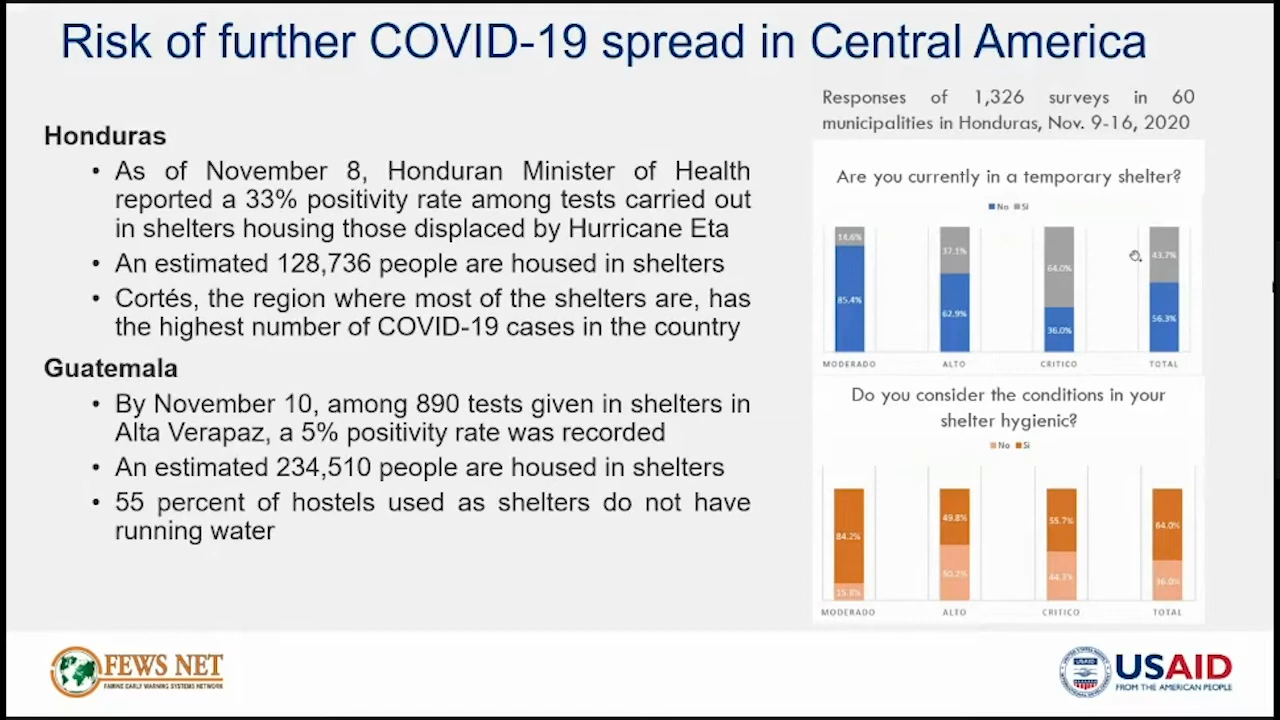 Risk of further COVID-19 spread in Central America
Honduras
• As of November 8, Honduran Minister of Health
reported a 33% positivity rate among tests carried out
in shelters housing those displaced by Hurricane Eta
• An estimated 128,736 people are housed in shelters
• Cortés, the region where most of the shelters are, has
the highest number of COVID-19 cases in the country
Guatemala
• By November 10, among 890 tests given in shelters in
Alta Verapaz, a 5% positivity rate was recorded
• An estimated 234,510 people are housed in shelters
• 55 percent of hostels used as shelters do not have
running water
Responses of 1,326 surveys in 60
municipalities in Honduras, Nov. 9-16, 2020
Are you currently in a temporary shelter?
No Si
14.6% 37.1% 64.0% 43.7%
85.4% 62.9% 36.0% 56.3%
MODERADO ALTO CRITICO TOTAL
Do you consider the conditions in your
shelter hygienic?
No Si
84.2% 49.8% 55.7% 64.0%
15.8% 50.2% 44.3% 36.0%
MODERADO ALTO CRITICO TOTAL
FEWS NET
FAMINE EARLY WARNING SYSTEMS NETWORK
USAID
FROM THE AMERICAN PEOPLE